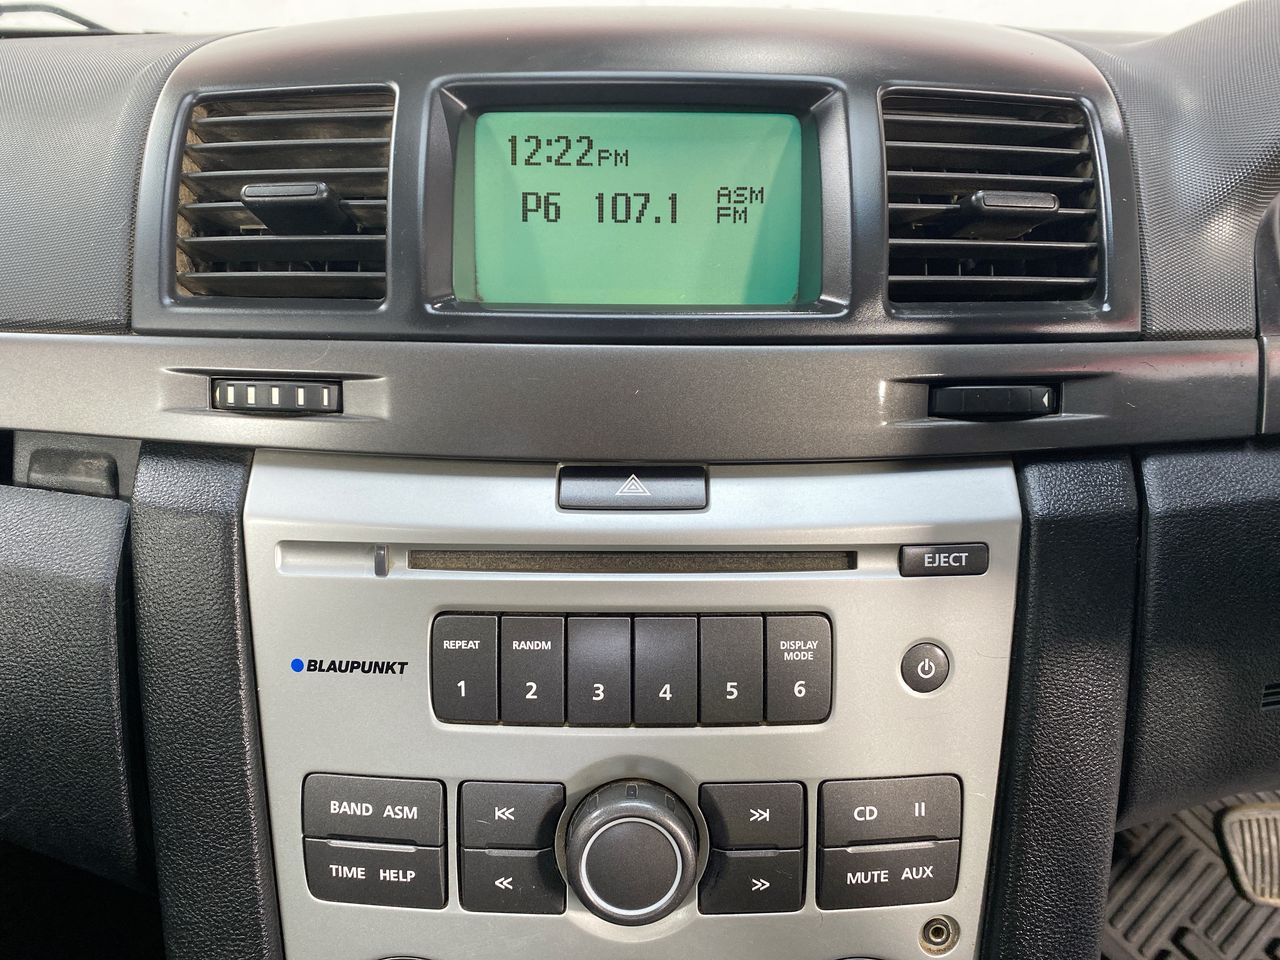 12:22PM
P6 107.1 ASM
FM
EJECT
REPEAT
1
RANDM
2
3
4
5
DISPLAY
MODE
6
BLAUPUNKT
BAND ASM
CD
TIME HELP
MUTE AUX